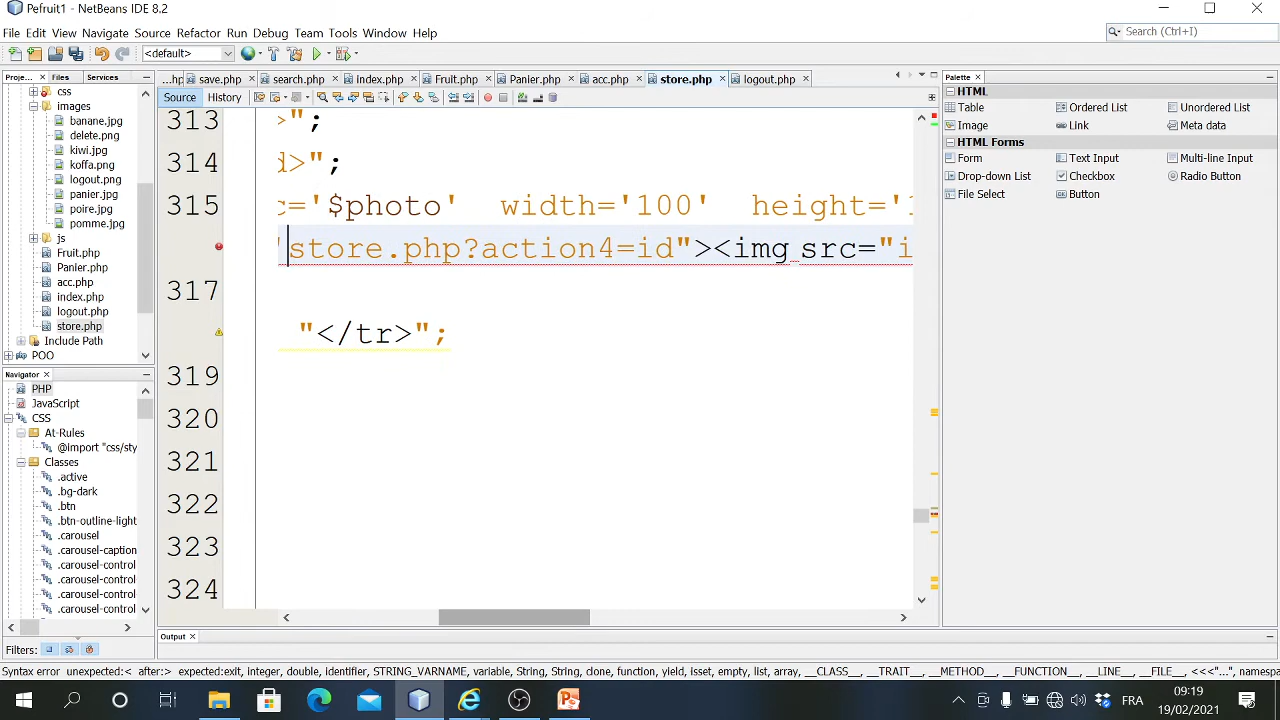 Pefruit1 - NetBeans IDE 8.2
File Edit View Navigate Source Refactor Run Debug Team Tools Window Help
Search (Ctrl+I)
<default>
Proje... Files Services
...hp save.php search.php index.php Fruit.php Panier.php acc.php store.php logout.php
Palette
Source History
css
images
banane.jpg
delete.png
kiwi.jpg
koffa.png
logout.png
panier.jpg
poire.jpg
pomme.jpg
js
Fruit.php
Panier.php
acc.php
index.php
logout.php
store.php
Include Path
POO
Navigator
PHP
JavaScript
CSS
At-Rules
@import "css/sty
Classes
.active
.bg-dark
.btn
.btn-outline-light
.carousel
.carousel-caption
.carousel-control
.carousel-control
.carousel-control
.carousel-control
Filters:
313 >";
314 d>";
315 c='$photo' width='100' height='1
store.php?action4=id"><img src="i
317
"</tr>";
319
320
321
322
323
324
HTML
Table Ordered List Unordered List
Image Link Meta data
HTML Forms
Form Text Input Multi-line Input
Drop-down List Checkbox Radio Button
File Select Button
Output
Syntax error unexpected:< after:> expected:exit, integer, double, identifier, STRING_VARNAME, variable, String, String, clone, function, yield, isset, empty, list, array, __CLASS__, __TRAIT__, __METHOD__, __FUNCTION__, __LINE__, __FILE__, <<<"...", namespa
FRA
09:19
19/02/2021